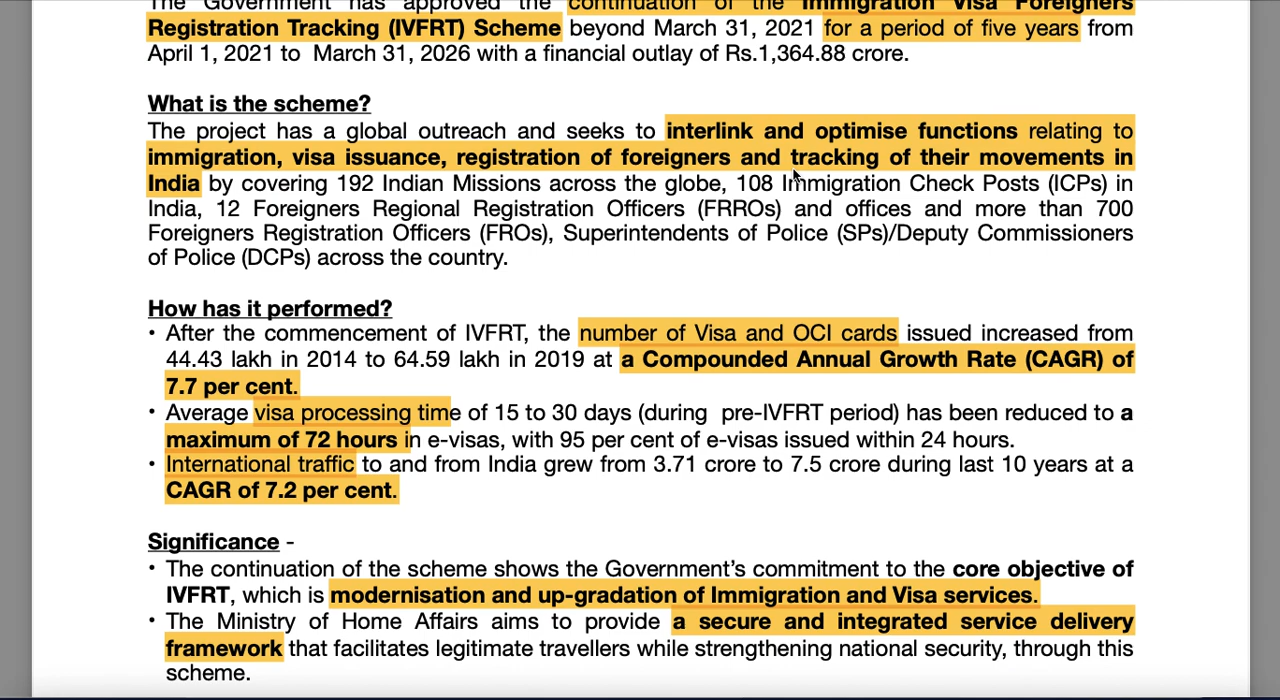 The Government has approved the continuation of the Immigration Visa Foreigners
Registration Tracking (IVFRT) Scheme beyond March 31, 2021 for a period of five years from
April 1, 2021 to March 31, 2026 with a financial outlay of Rs.1,364.88 crore.
What is the scheme?
The project has a global outreach and seeks to interlink and optimise functions relating to
immigration, visa issuance, registration of foreigners and tracking of their movements in
India by covering 192 Indian Missions across the globe, 108 Immigration Check Posts (ICPs) in
India, 12 Foreigners Regional Registration Officers (FRROs) and offices and more than 700
Foreigners Registration Officers (FROs), Superintendents of Police (SPs)/Deputy Commissioners
of Police (DCPs) across the country.
How has it performed?
• After the commencement of IVFRT, the number of Visa and OCI cards issued increased from
44.43 lakh in 2014 to 64.59 lakh in 2019 at a Compounded Annual Growth Rate (CAGR) of
7.7 per cent.
• Average visa processing time of 15 to 30 days (during pre-IVFRT period) has been reduced to a
maximum of 72 hours in e-visas, with 95 per cent of e-visas issued within 24 hours.
• International traffic to and from India grew from 3.71 crore to 7.5 crore during last 10 years at a
CAGR of 7.2 per cent.
Significance -
• The continuation of the scheme shows the Government's commitment to the core objective of
IVFRT, which is modernisation and up-gradation of Immigration and Visa services.
• The Ministry of Home Affairs aims to provide a secure and integrated service delivery
framework that facilitates legitimate travellers while strengthening national security, through this
scheme.